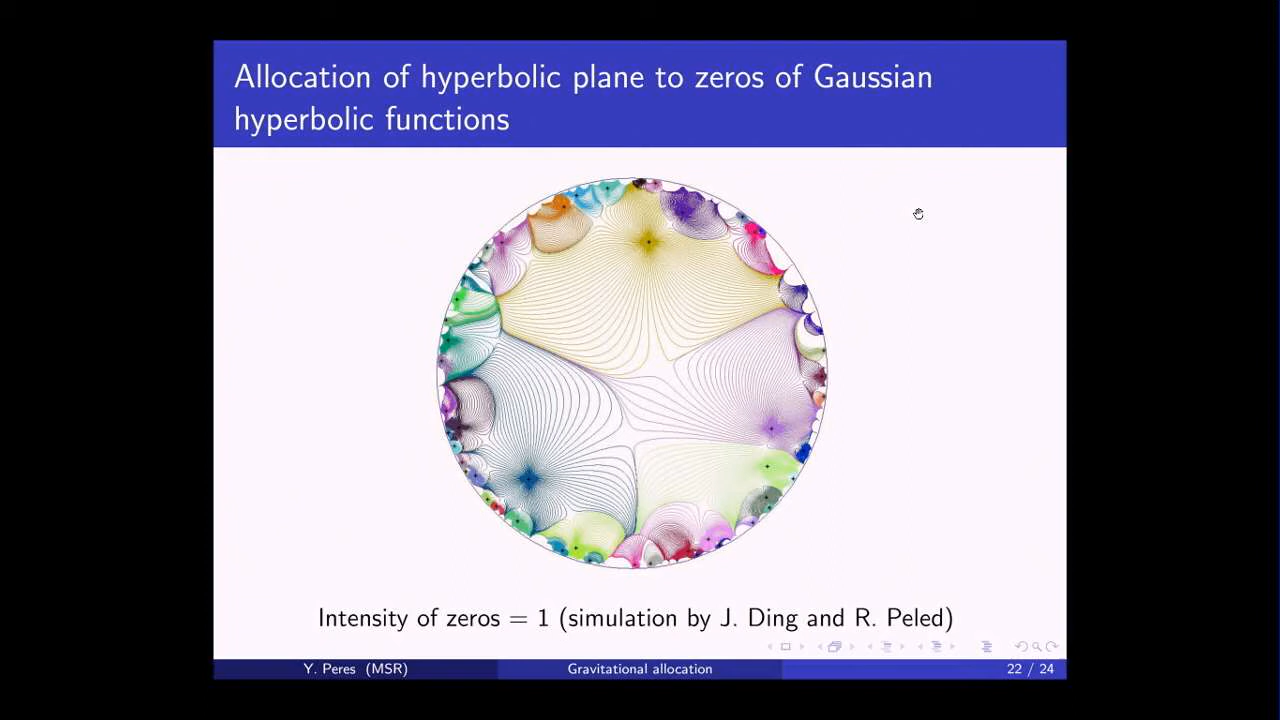 Allocation of hyperbolic plane to zeros of Gaussian
hyperbolic functions
Intensity of zeros = 1 (simulation by J. Ding and R. Peled)
Y. Peres (MSR)
Gravitational allocation
22 / 24